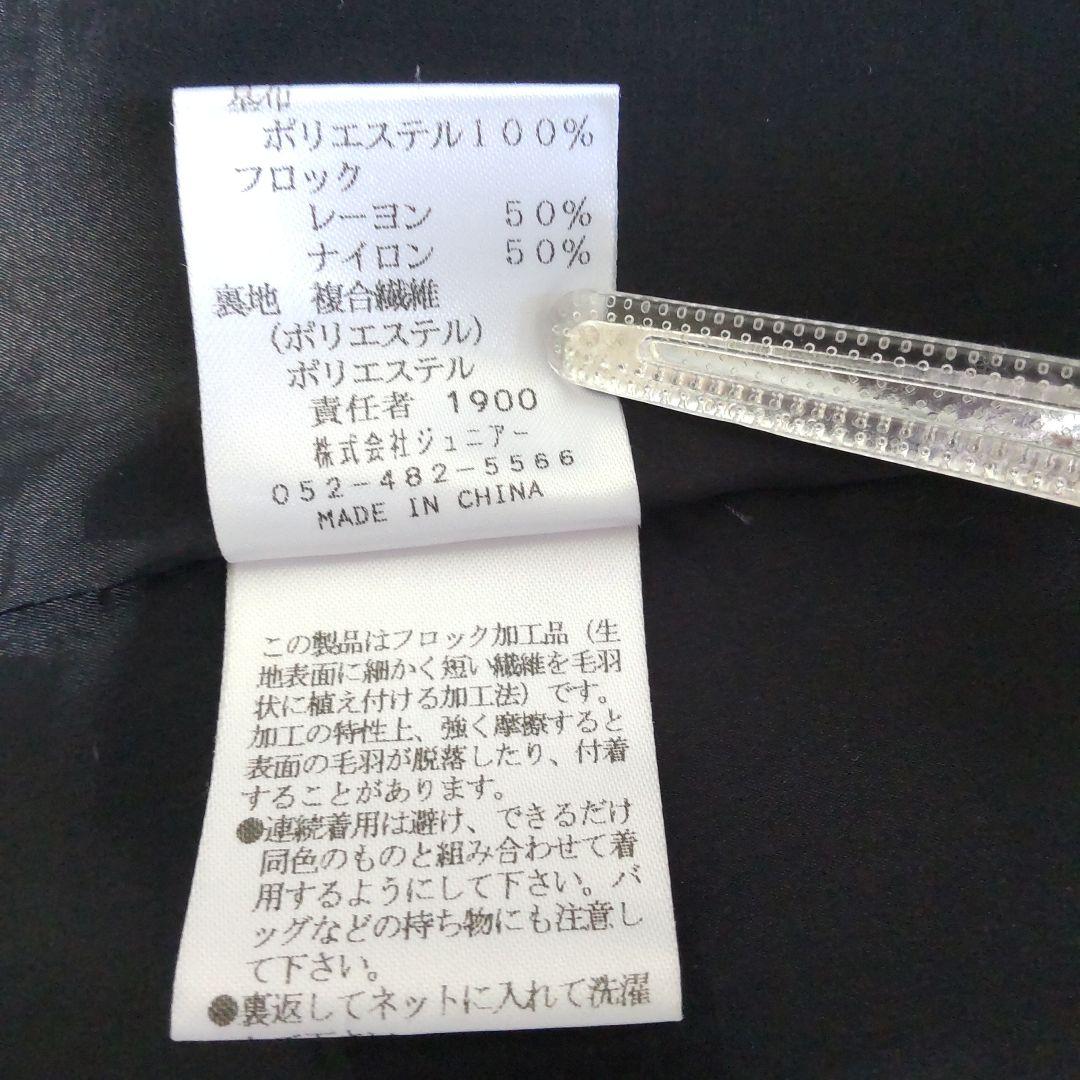 基布
ポリエステル100%
フロック
レーヨン 50%
ナイロン 50%
裏地 複合繊維
(ポリエステル)
ポリエステル
責任者 1900
株式会社ジュニアー
052-482-5566
MADE IN CHINA
この製品はフロック加工品(生
地表面に細かく短い繊維を毛羽
状に植え付ける加工法)です。
加工の特性上、強く摩擦すると
表面の毛羽が脱落したり、付着
することがあります。
●連続着用は避け、できるだけ
同色のものと組み合わせて着
用するようにして下さい。バ
ッグなどの持ち物にも注意し
て下さい。
●裏返してネットに入れて洗濯